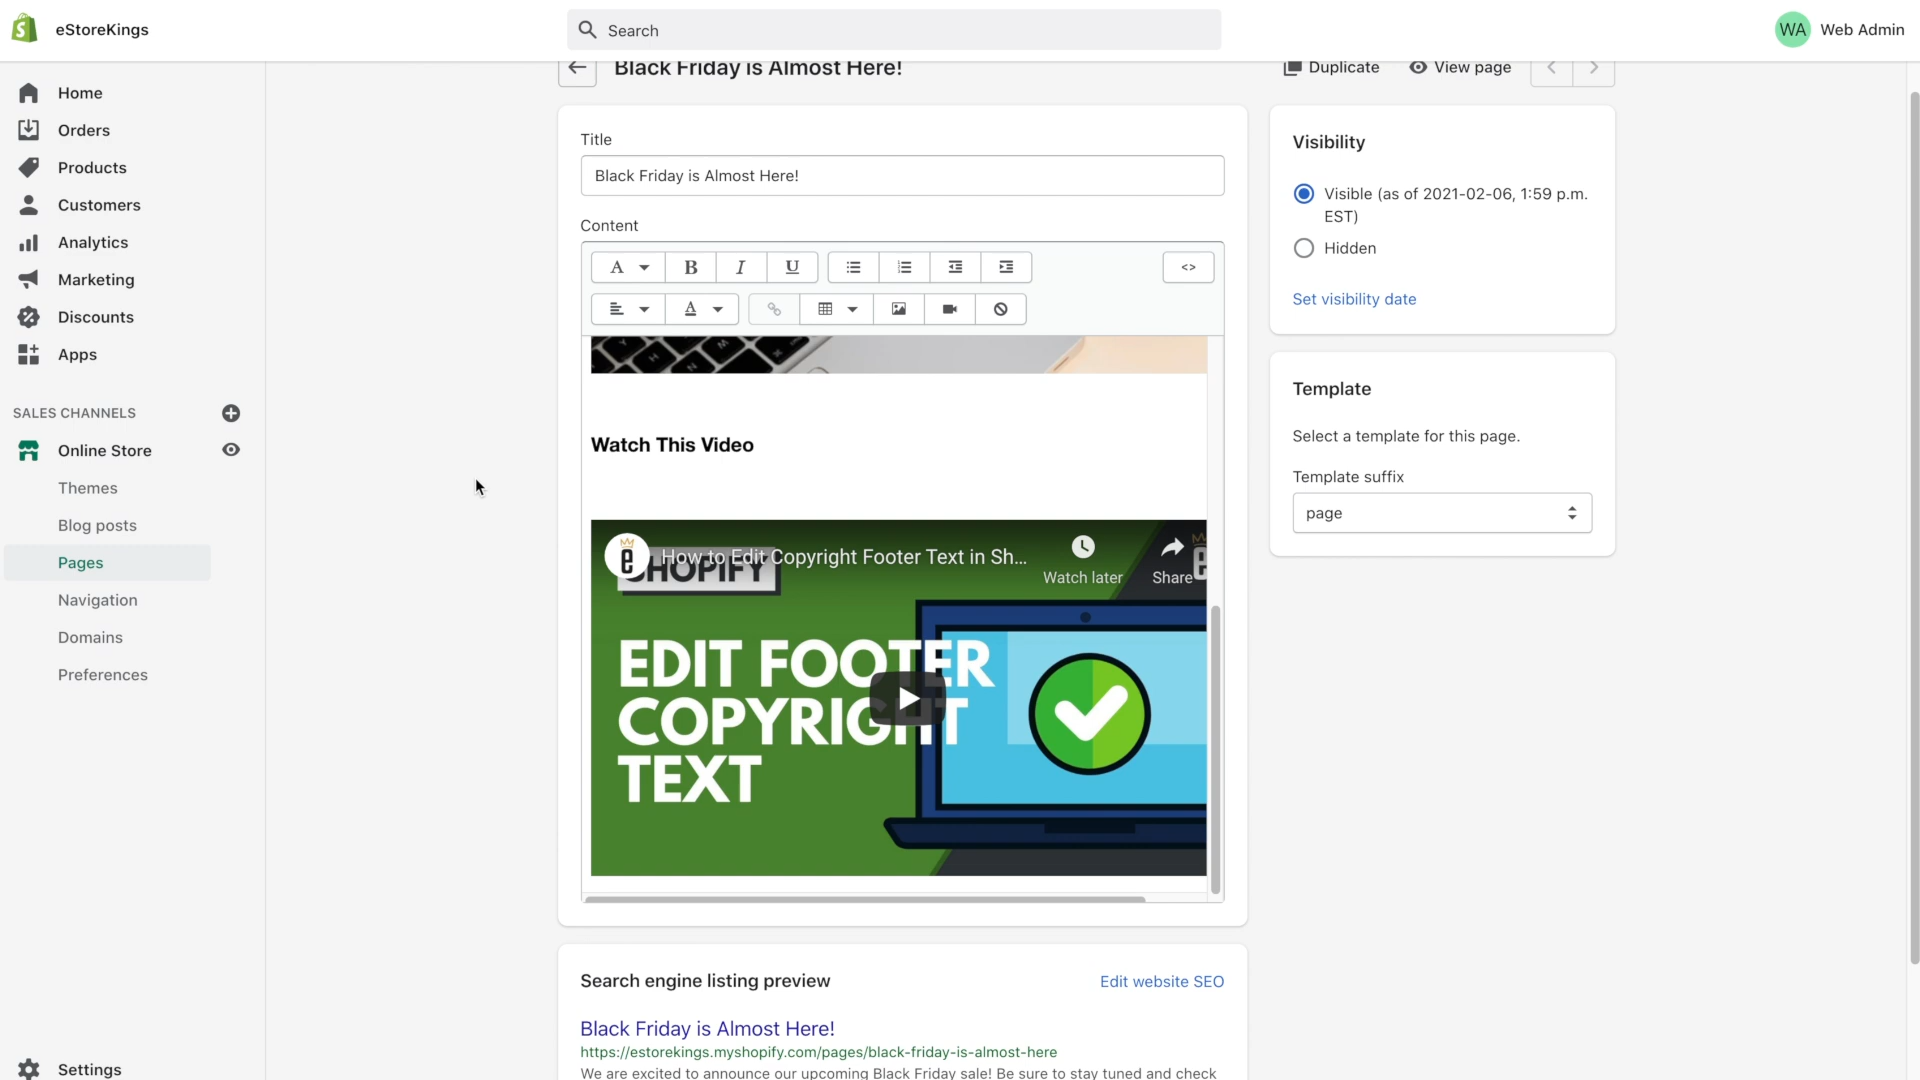 eStoreKings
Search
WA Web Admin
Black Friday is Almost Here!
Duplicate
View page
Home
Orders
Products
Customers
Analytics
Marketing
Discounts
Apps
SALES CHANNELS
Online Store
Themes
Blog posts
Pages
Navigation
Domains
Preferences
Settings
Title
Black Friday is Almost Here!
Content
A B I U <>
A
Watch This Video
How to Edit Copyright Footer Text in Sh...
Watch later
Share
SHOPIFY
EDIT FOOTER
COPYRIGHT
TEXT
Search engine listing preview
Edit website SEO
Black Friday is Almost Here!
https://estorekings.myshopify.com/pages/black-friday-is-almost-here
We are excited to announce our upcoming Black Friday sale! Be sure to stay tuned and check
Visibility
Visible (as of 2021-02-06, 1:59 p.m.
EST)
Hidden
Set visibility date
Template
Select a template for this page.
Template suffix
page